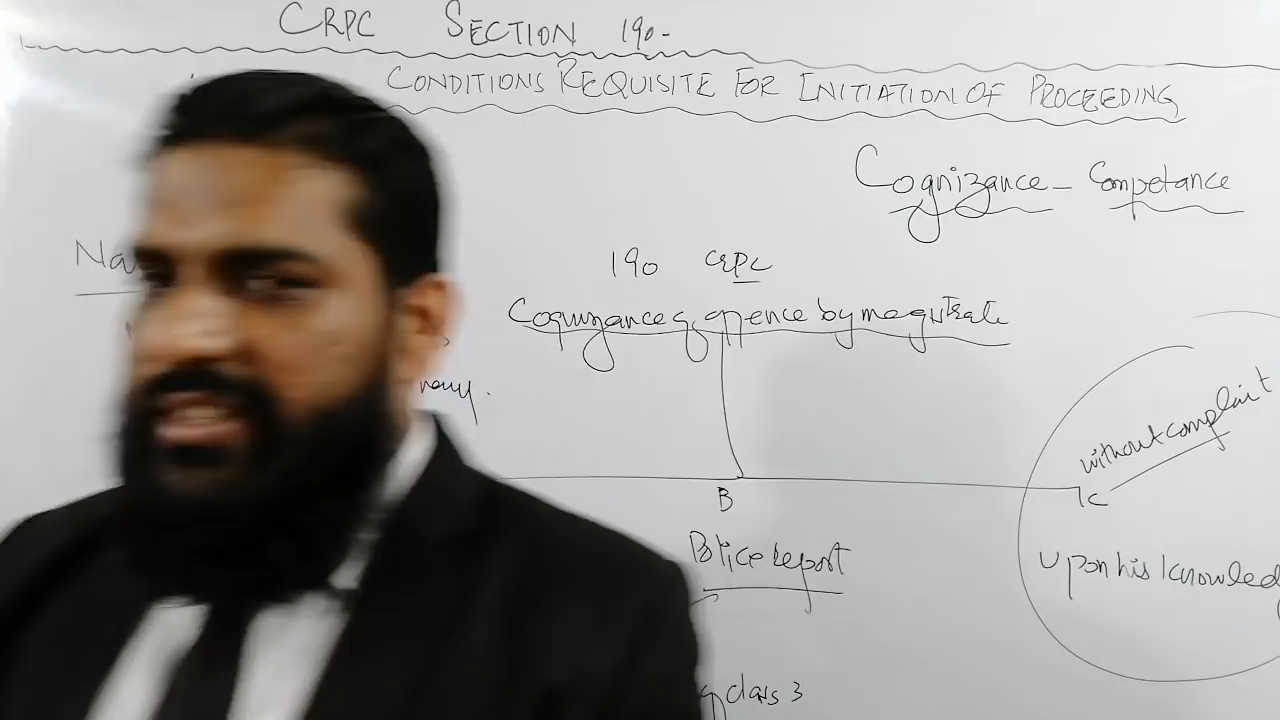 CRPC SECTION 190-
CONDITIONS REQUISITE FOR INITIATION OF PROCEEDING
Cognizance - Competance
Na
190 CRPC
Cognizance of offence by magistrate
without complaint
B
C
Police report
Upon his knowled
class 3